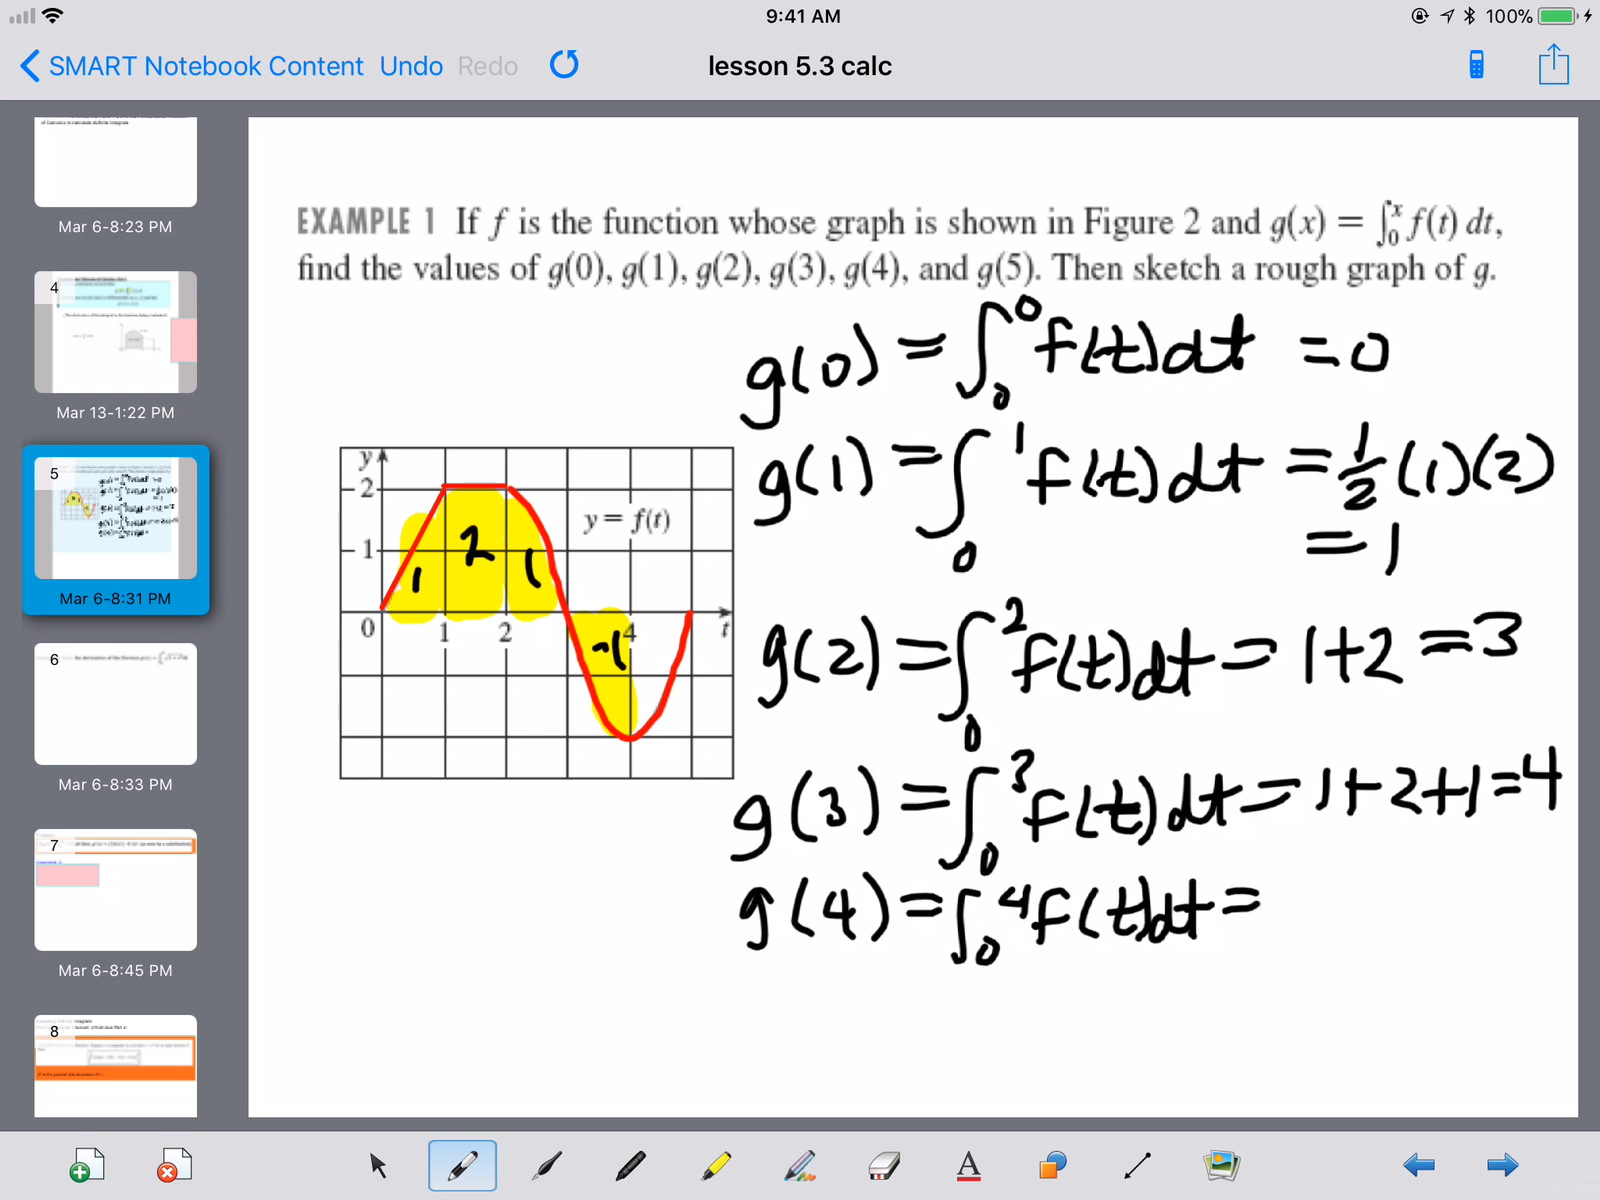 9:41 AM
100%
SMART Notebook Content Undo Redo
lesson 5.3 calc
Mar 6-8:23 PM
4
Mar 13-1:22 PM
5
Mar 6-8:31 PM
6
Mar 6-8:33 PM
7
Mar 6-8:45 PM
8
EXAMPLE 1 If f is the function whose graph is shown in Figure 2 and g(x) = ∫₀ˣ f(t) dt,
find the values of g(0), g(1), g(2), g(3), g(4), and g(5). Then sketch a rough graph of g.
g(0) = ∫₀⁰ f(t)dt = 0
g(1) = ∫₀¹ f(t)dt = ½(1)(2)
= 1
g(2) = ∫₀² f(t)dt = 1+2 = 3
g(3) = ∫₀³ f(t)dt = 1+2+1 = 4
g(4) = ∫₀⁴ f(t)dt =
y
2
y = f(t)
1
1 2 1
0 1 2 4 t
-1
A